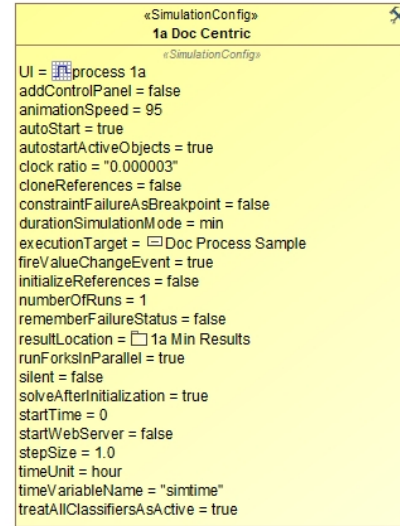 «SimulationConfig»
1a Doc Centric
«SimulationConfig»
UI = process 1a
addControlPanel = false
animationSpeed = 95
autoStart = true
autostartActiveObjects = true
clock ratio = "0.000003"
cloneReferences = false
constraintFailureAsBreakpoint = false
durationSimulationMode = min
executionTarget = Doc Process Sample
fireValueChangeEvent = true
initializeReferences = false
numberOfRuns = 1
rememberFailureStatus = false
resultLocation = 1a Min Results
runForksInParallel = true
silent = false
solveAfterInitialization = true
startTime = 0
startWebServer = false
stepSize = 1.0
timeUnit = hour
timeVariableName = "simtime"
treatAllClassifiersAsActive = true